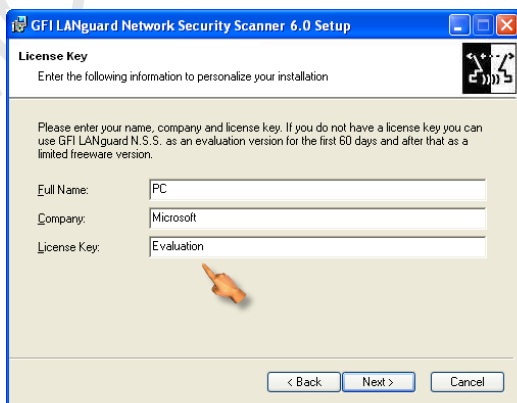 GFI LANguard Network Security Scanner 6.0 Setup
License Key
Enter the following information to personalize your installation
Please enter your name, company and license key. If you do not have a license key you can
use GFI LANguard N.S.S. as an evaluation version for the first 60 days and after that as a
limited freeware version.
Full Name: PC
Company: Microsoft
License Key: Evaluation
< Back Next > Cancel